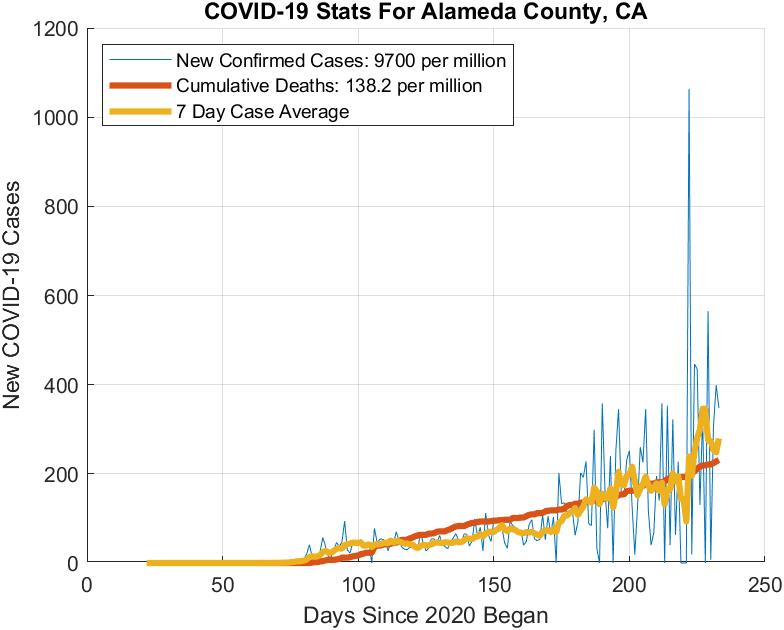 COVID-19 Stats For Alameda County, CA
New Confirmed Cases: 9700 per million
Cumulative Deaths: 138.2 per million
7 Day Case Average
New COVID-19 Cases
1200
1000
800
600
400
200
0
0 50 100 150 200 250
Days Since 2020 Began